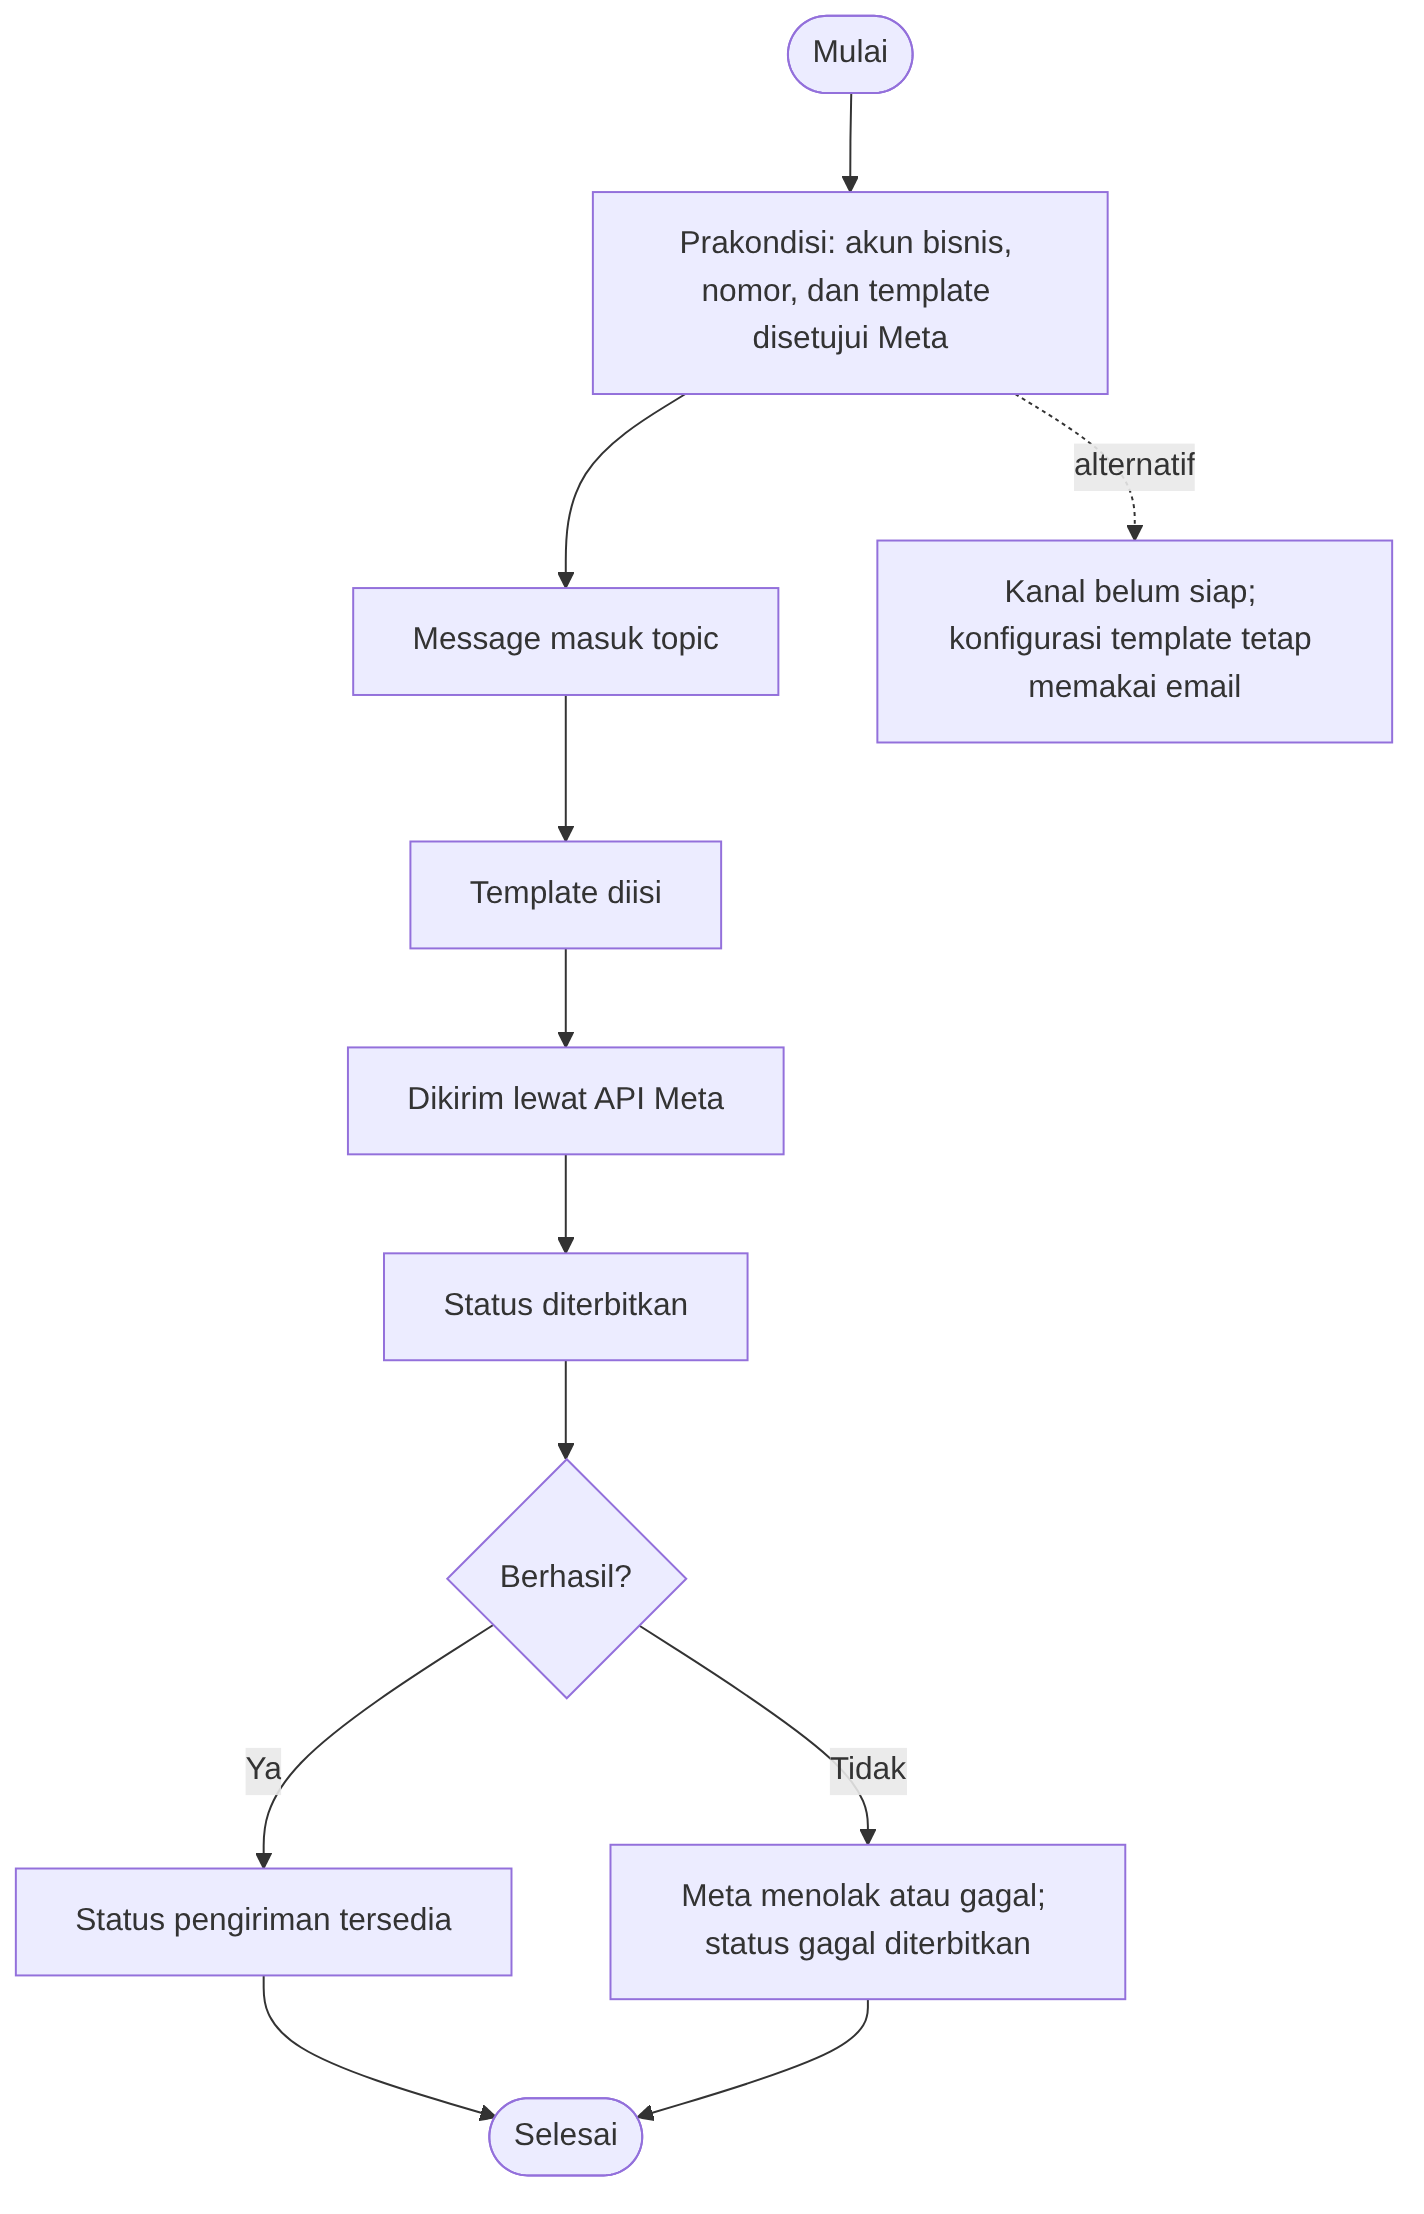 Mulai
Prakondisi: akun bisnis,
nomor, dan template
disetujui Meta
alternatif
Kanal belum siap;
konfigurasi template tetap
memakai email
Message masuk topic
Template diisi
Dikirim lewat API Meta
Status diterbitkan
Berhasil?
Ya
Tidak
Status pengiriman tersedia
Meta menolak atau gagal;
status gagal diterbitkan
Selesai